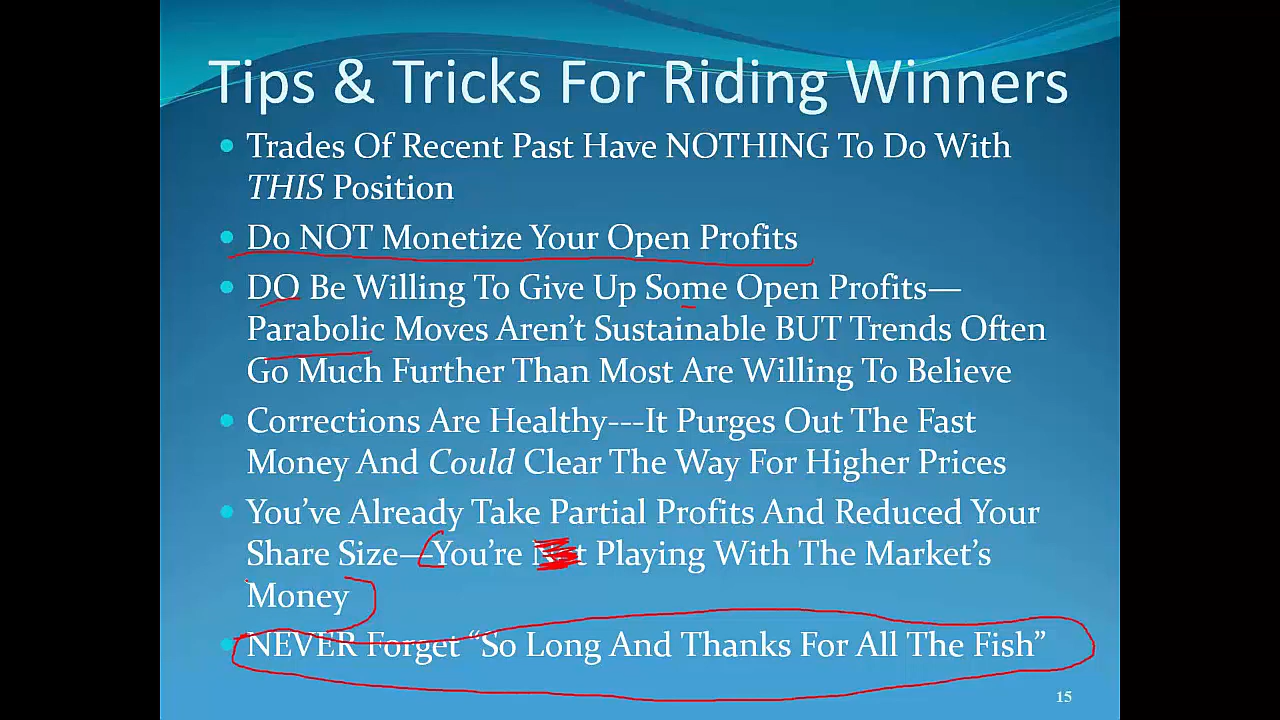 Tips & Tricks For Riding Winners
Trades Of Recent Past Have NOTHING To Do With
THIS Position
Do NOT Monetize Your Open Profits
DO Be Willing To Give Up Some Open Profits—
Parabolic Moves Aren't Sustainable BUT Trends Often
Go Much Further Than Most Are Willing To Believe
Corrections Are Healthy---It Purges Out The Fast
Money And Could Clear The Way For Higher Prices
You've Already Take Partial Profits And Reduced Your
Share Size—You're Playing With The Market's
Money
NEVER Forget "So Long And Thanks For All The Fish"
15